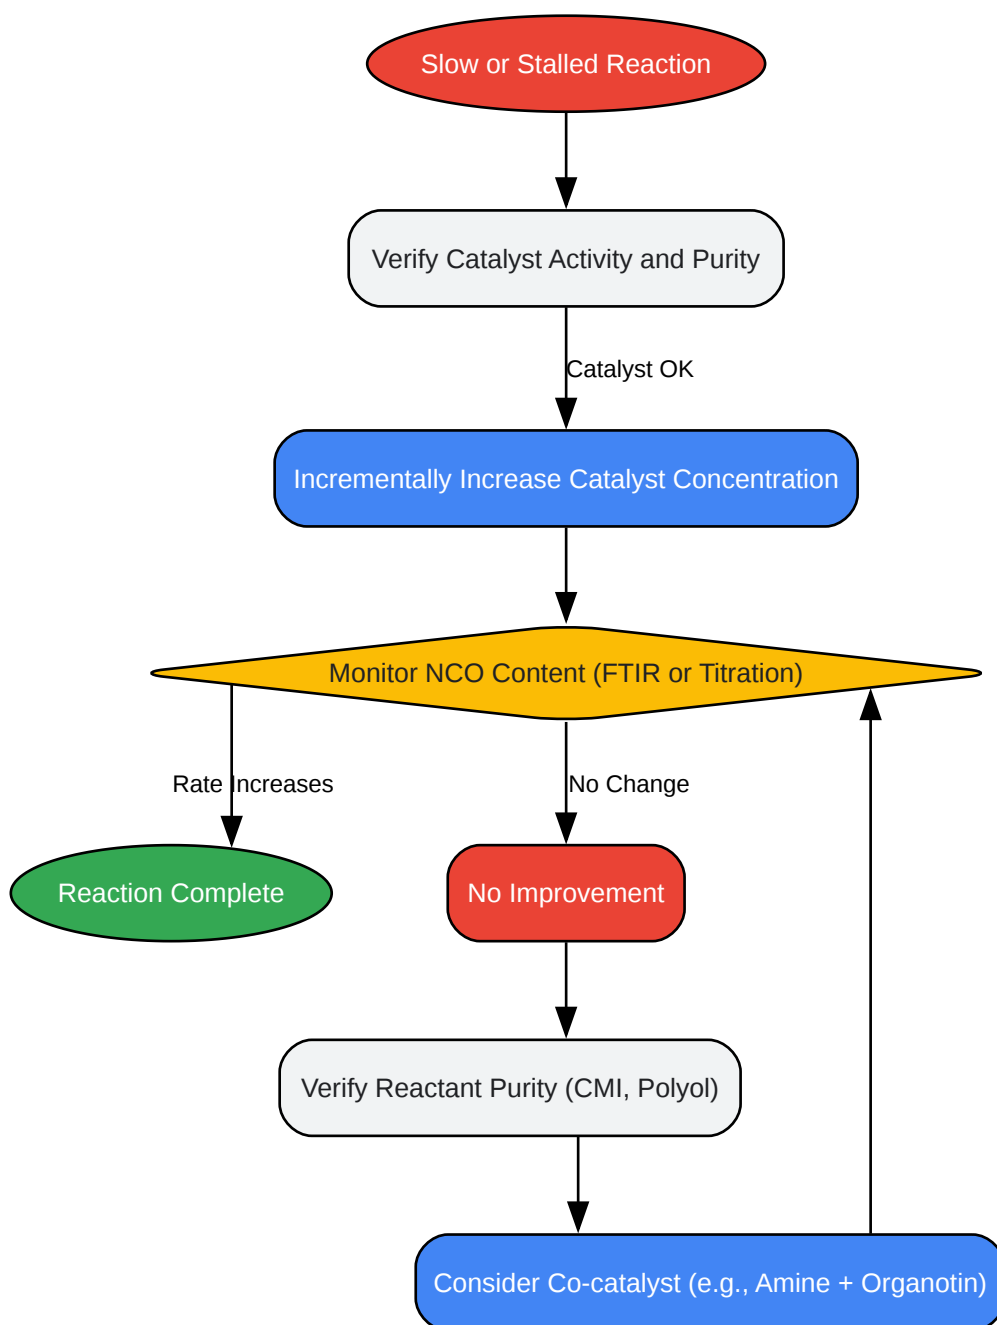 Slow or Stalled Reaction
Verify Catalyst Activity and Purity
Catalyst OK
Incrementally Increase Catalyst Concentration
Monitor NCO Content (FTIR or Titration)
Rate Increases
No Change
Reaction Complete
No Improvement
Verify Reactant Purity (CMI, Polyol)
Consider Co-catalyst (e.g., Amine + Organotin)